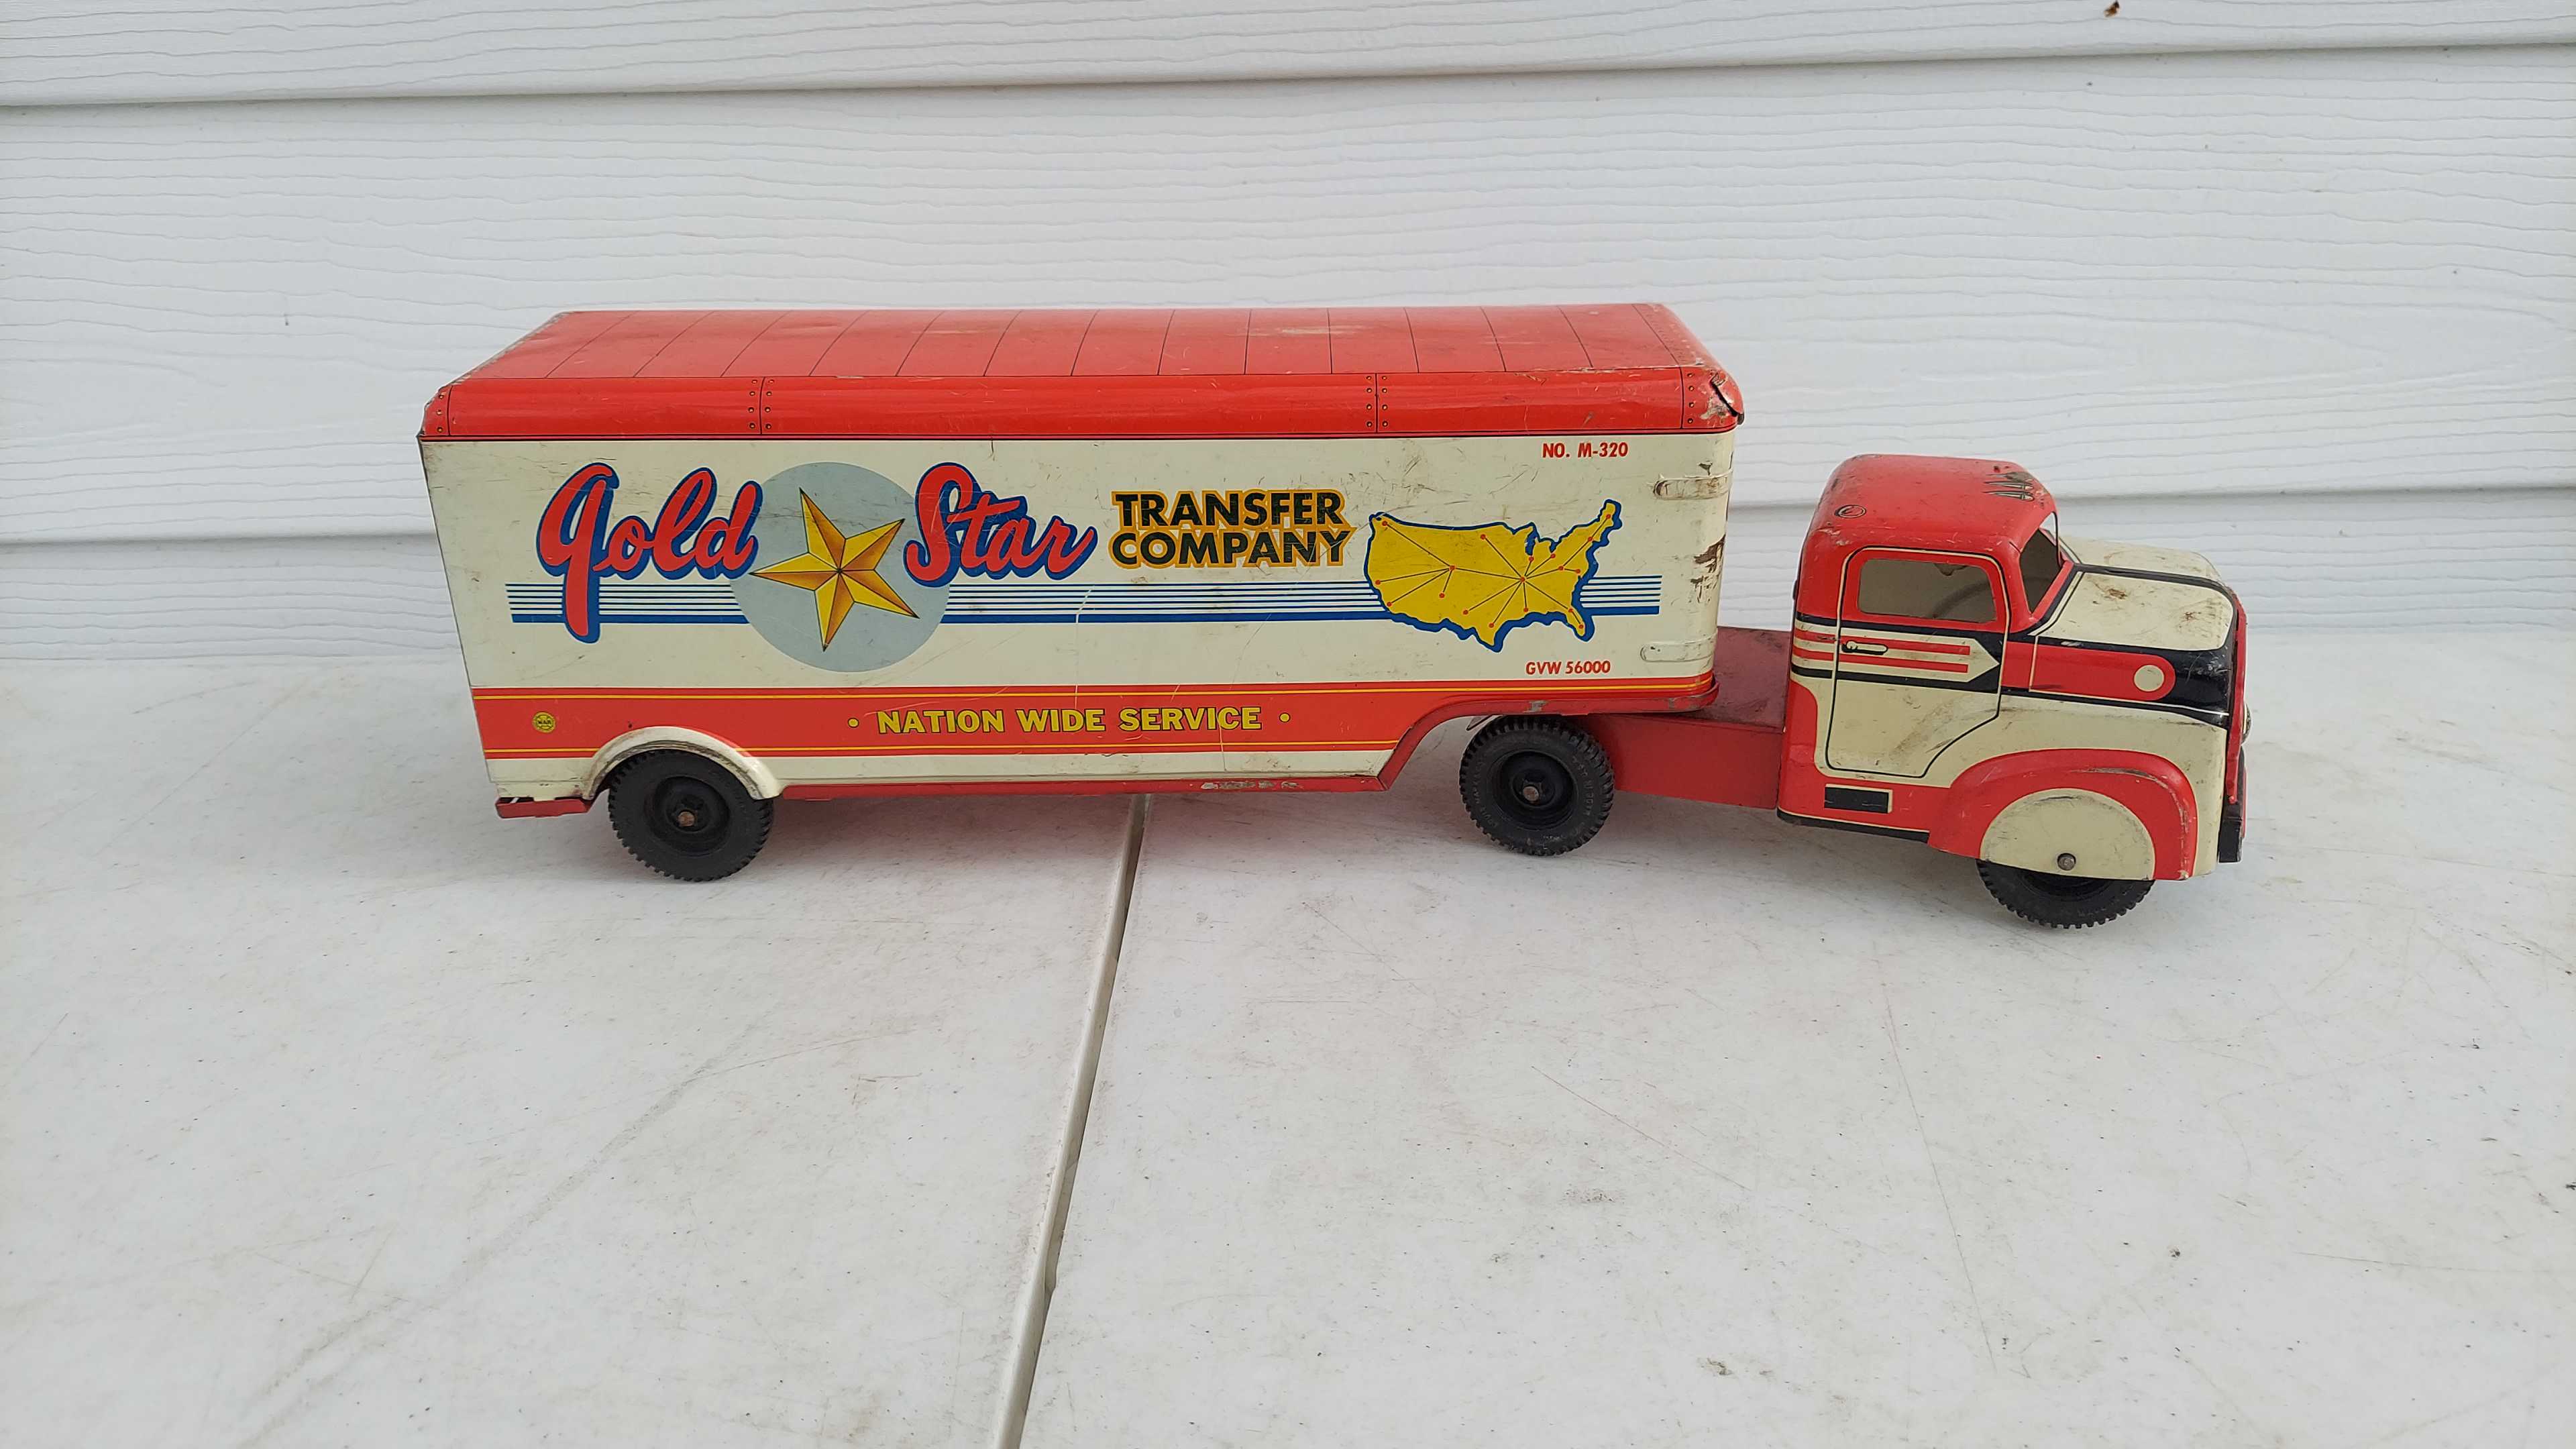 NO. M-320
Gold Star
TRANSFER
COMPANY
GVW 56000
• NATION WIDE SERVICE •